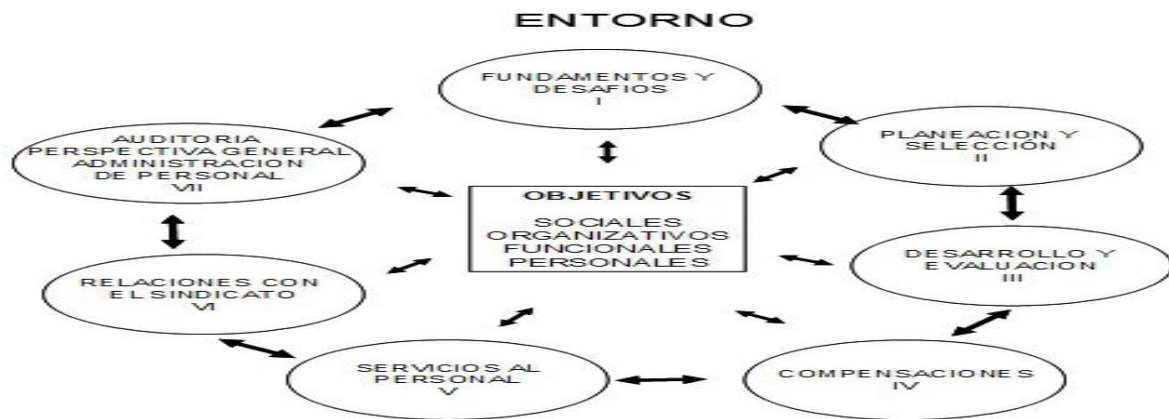 ENTORNO
FUNDAMENTOS Y
DESAFIOS
I
AUDITORIA
PERSPECTIVA GENERAL
ADMINISTRACION
DE PERSONAL
VII
PLANEACION Y
SELECCIÓN
II
OBJETIVOS
SOCIALES
ORGANIZATIVOS
FUNCIONALES
PERSONALES
RELACIONES CON
EL SINDICATO
VI
DESARROLLO Y
EVALUACION
III
SERVICIOS AL
PERSONAL
V
COMPENSACIONES
IV